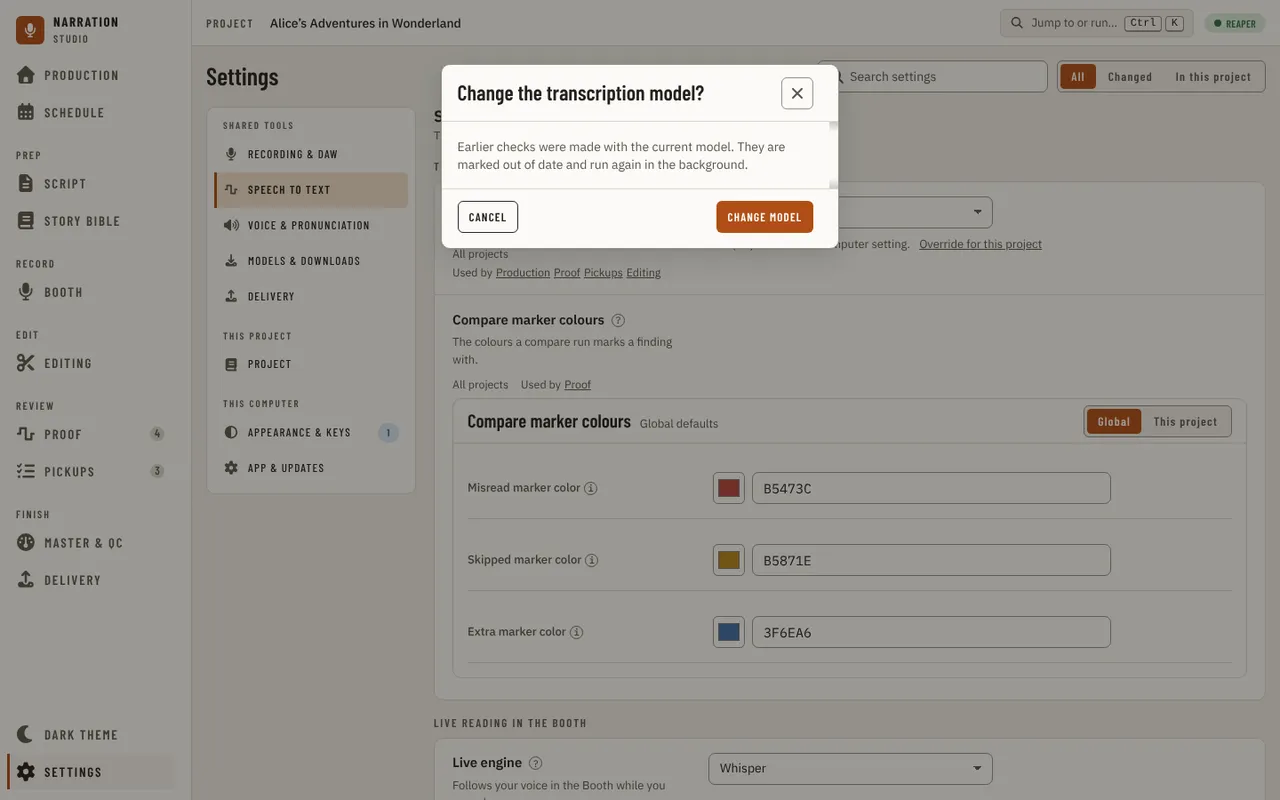 NARRATION
STUDIO
PRODUCTION
SCHEDULE
PREP
SCRIPT
STORY BIBLE
RECORD
BOOTH
EDIT
EDITING
REVIEW
PROOF 4
PICKUPS 3
FINISH
MASTER & QC
DELIVERY
DARK THEME
SETTINGS
PROJECT Alice's Adventures in Wonderland
Jump to or run... Ctrl K
REAPER
Settings
Search settings
All Changed In this project
SHARED TOOLS
RECORDING & DAW
SPEECH TO TEXT
VOICE & PRONUNCIATION
MODELS & DOWNLOADS
DELIVERY
THIS PROJECT
PROJECT
THIS COMPUTER
APPEARANCE & KEYS 1
APP & UPDATES
Change the transcription model?
Earlier checks were made with the current model. They are
marked out of date and run again in the background.
CANCEL CHANGE MODEL
setting. Override for this project
All projects
Used by Production Proof Pickups Editing
Compare marker colours ?
The colours a compare run marks a finding
with.
All projects Used by Proof
Compare marker colours Global defaults
Global This project
Misread marker color i B5473C
Skipped marker color i B5871E
Extra marker color i 3F6EA6
LIVE READING IN THE BOOTH
Live engine ? Whisper
Follows your voice in the Booth while you